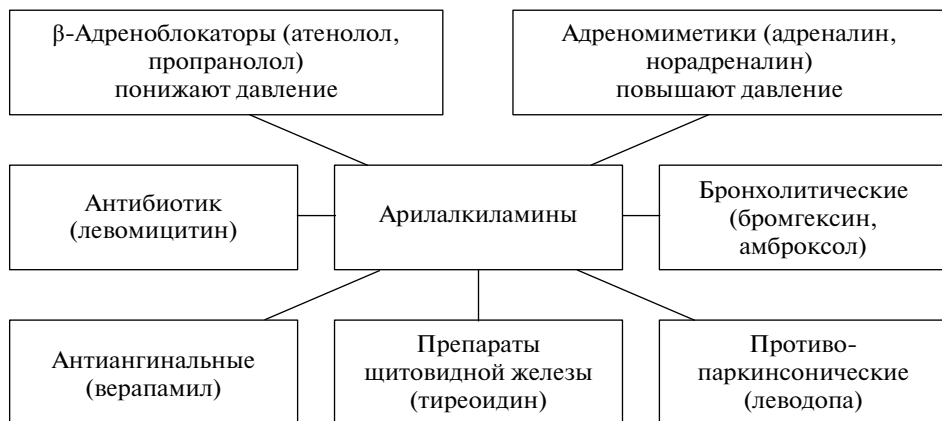 β-Адреноблокаторы (атенолол,
пропранолол)
понижают давление
Адреномиметики (адреналин,
норадреналин)
повышают давление
Антибиотик
(левомицитин)
Арилалкиламины
Бронхолитические
(бромгексин,
амброксол)
Антиангинальные
(верапамил)
Препараты
щитовидной железы
(тиреоидин)
Противо-
паркинсонические
(леводопа)